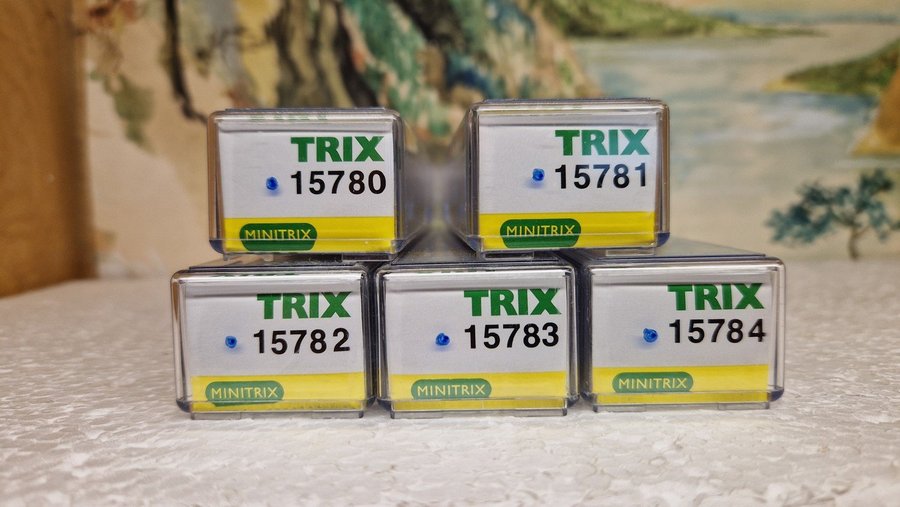 TRIX
15780
MINITRIX
TRIX
15781
MINITRIX
TRIX
15782
MINITRIX
TRIX
15783
MINITRIX
TRIX
15784
MINITRIX